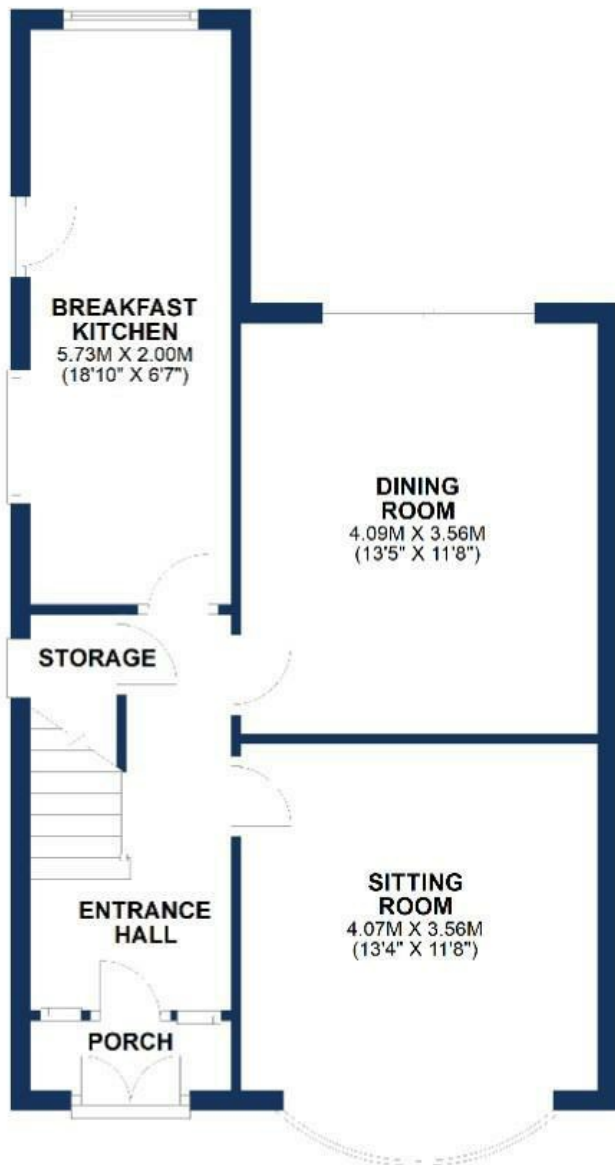 BREAKFAST
KITCHEN
5.73M X 2.00M
(18'10" X 6'7")
DINING
ROOM
4.09M X 3.56M
(13'5" X 11'8")
STORAGE
SITTING
ROOM
4.07M X 3.56M
(13'4" X 11'8")
ENTRANCE
HALL
PORCH